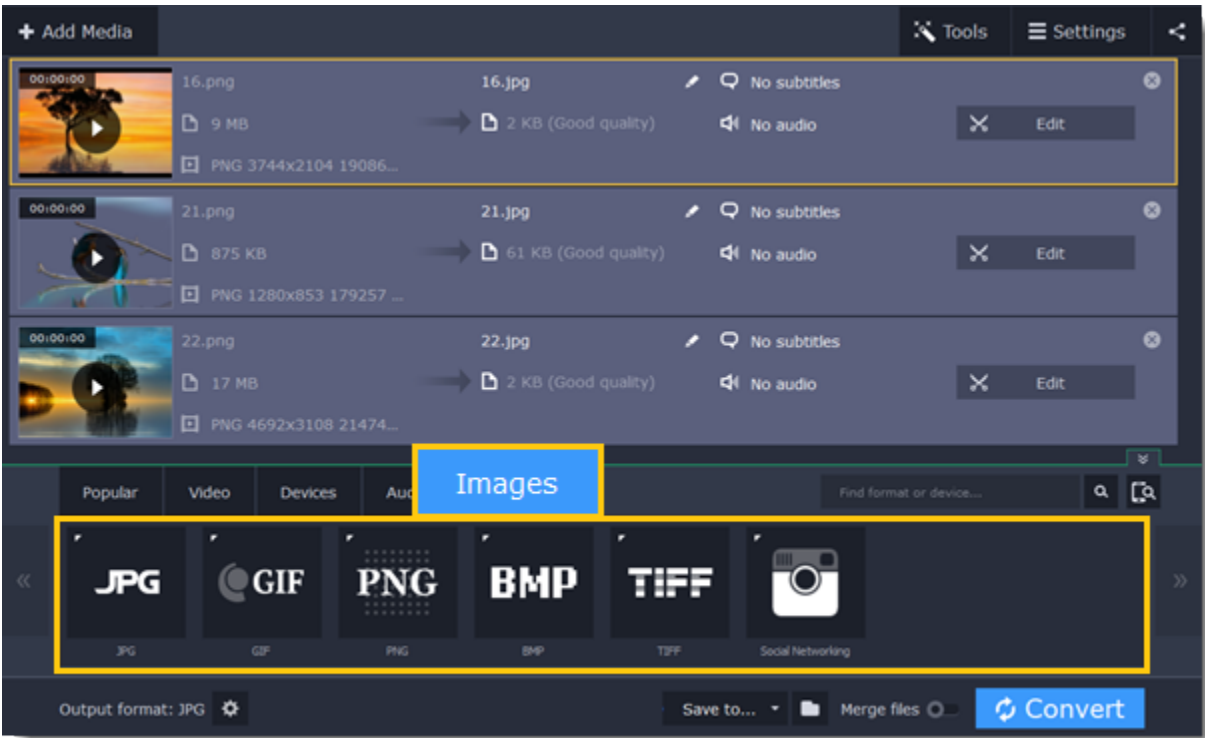 Add Media
Tools
Settings
00:00:00
16.png
16.jpg
No subtitles
9 MB
2 KB (Good quality)
No audio
Edit
PNG 3744x2104 19086...
00:00:00
21.png
21.jpg
No subtitles
875 KB
61 KB (Good quality)
No audio
Edit
PNG 1280x853 179257 ...
00:00:00
22.png
22.jpg
No subtitles
17 MB
2 KB (Good quality)
No audio
Edit
PNG 4692x3108 21474...
Popular
Video
Devices
Images
Find format or device...
JPG
GIF
PNG
BMP
TIFF
JPG
GIF
PNG
BMP
TIFF
Social Networking
Output format: JPG
Save to...
Merge files
Convert